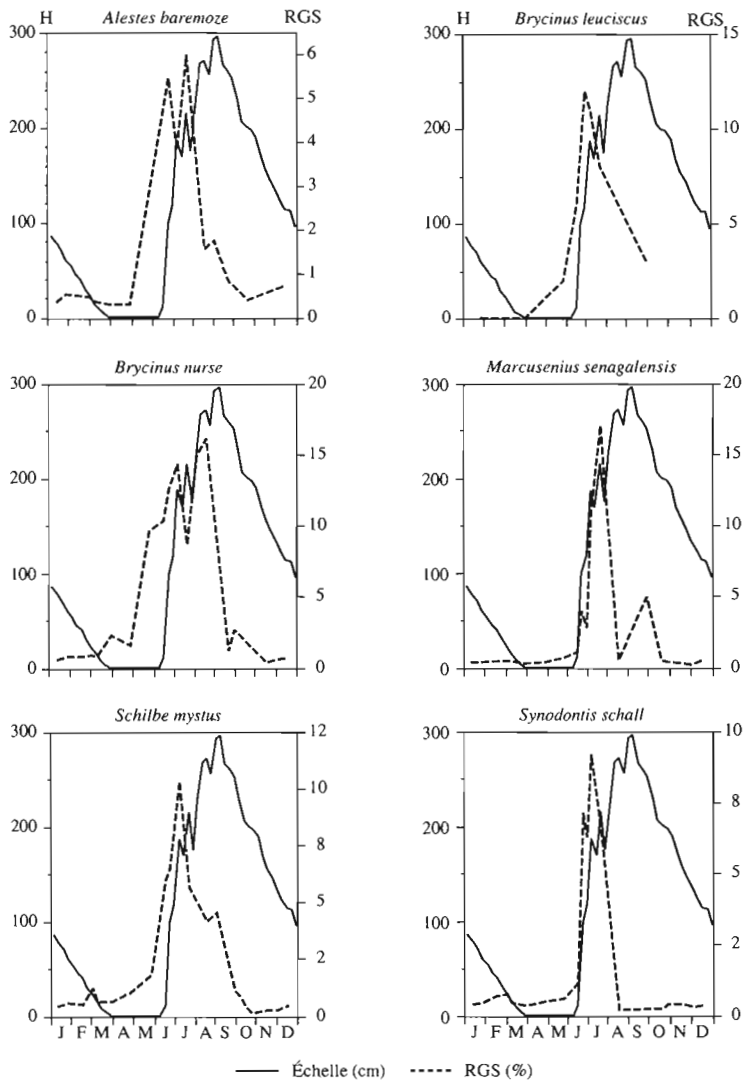 H Alestes baremoze RGS
300 200 100 0
6 5 4 3 2 1 0
Brycinus leuciscus RGS
300 200 100 0
15 10 5 0
Brycinus nurse
300 200 100 0
20 15 10 5 0
Marcusenius senagalensis
300 200 100 0
20 15 10 5 0
Schilbe mystus
300 200 100 0
12 10 8 5 2 0
J F M A M J J A S O N D
Synodontis schall
300 200 100 0
10 8 5 2 0
J F M A M J J A S O N D
Échelle (cm) RGS (%)